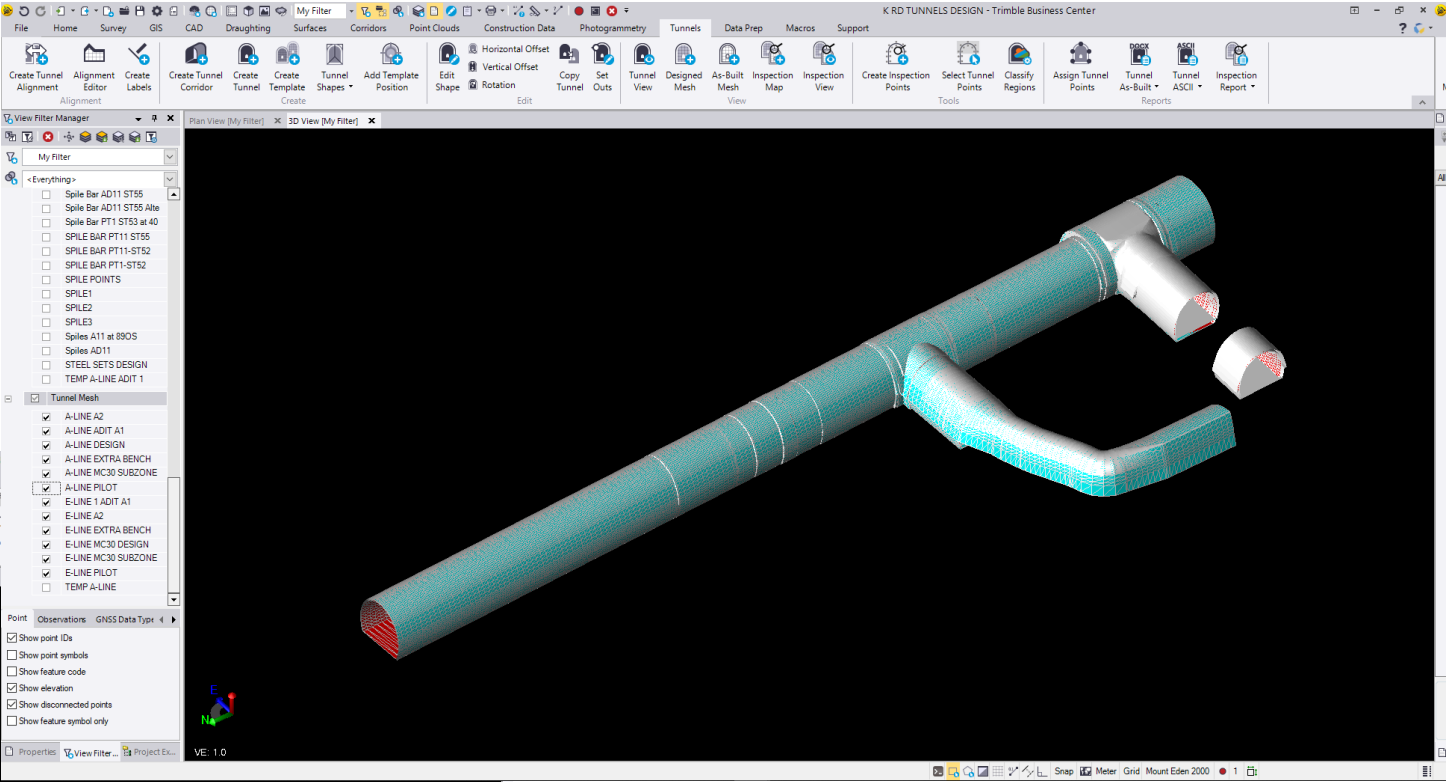 My Filter
K RD TUNNELS DESIGN - Trimble Business Center
File Home Survey GIS CAD Draughting Surfaces Corridors Point Clouds Construction Data Photogrammetry Tunnels Data Prep Macros Support
Create Tunnel Alignment
Alignment Editor
Create Labels
Alignment
Create Tunnel Corridor
Create Tunnel
Create Template
Tunnel Shapes
Add Template Position
Create
Edit Shape
Horizontal Offset
Vertical Offset
Rotation
Copy Tunnel
Set Outs
Edit
Tunnel View
Designed Mesh
As-Built Mesh
Inspection Map
Inspection View
View
Create Inspection Points
Select Tunnel Points
Classify Regions
Tools
Assign Tunnel Points
DOCX
Tunnel As-Built
ASCII
Tunnel ASCII
Inspection Report
Reports
View Filter Manager
Plan View [My Filter]
3D View [My Filter]
My Filter
<Everything>
All
Spile Bar AD11 ST55
Spile Bar AD11 ST55 Alte
Spile Bar PT1 ST53 at 40
SPILE BAR PT11 ST55
SPILE BAR PT11-ST52
SPILE BAR PT1-ST52
SPILE POINTS
SPILE1
SPILE2
SPILE3
Spiles A11 at 89OS
Spiles AD11
STEEL SETS DESIGN
TEMP A-LINE ADIT 1
Tunnel Mesh
A-LINE A2
A-LINE ADIT A1
A-LINE DESIGN
A-LINE EXTRA BENCH
A-LINE MC30 SUBZONE
A-LINE PILOT
E-LINE 1 ADIT A1
E-LINE A2
E-LINE EXTRA BENCH
E-LINE MC30 DESIGN
E-LINE MC30 SUBZONE
E-LINE PILOT
TEMP A-LINE
Point Observations GNSS Data Type
Show point IDs
Show point symbols
Show feature code
Show elevation
Show disconnected points
Show feature symbol only
E
N
VE: 1.0
Properties View Filter... Project Ex...
Snap Meter Grid Mount Eden 2000 1